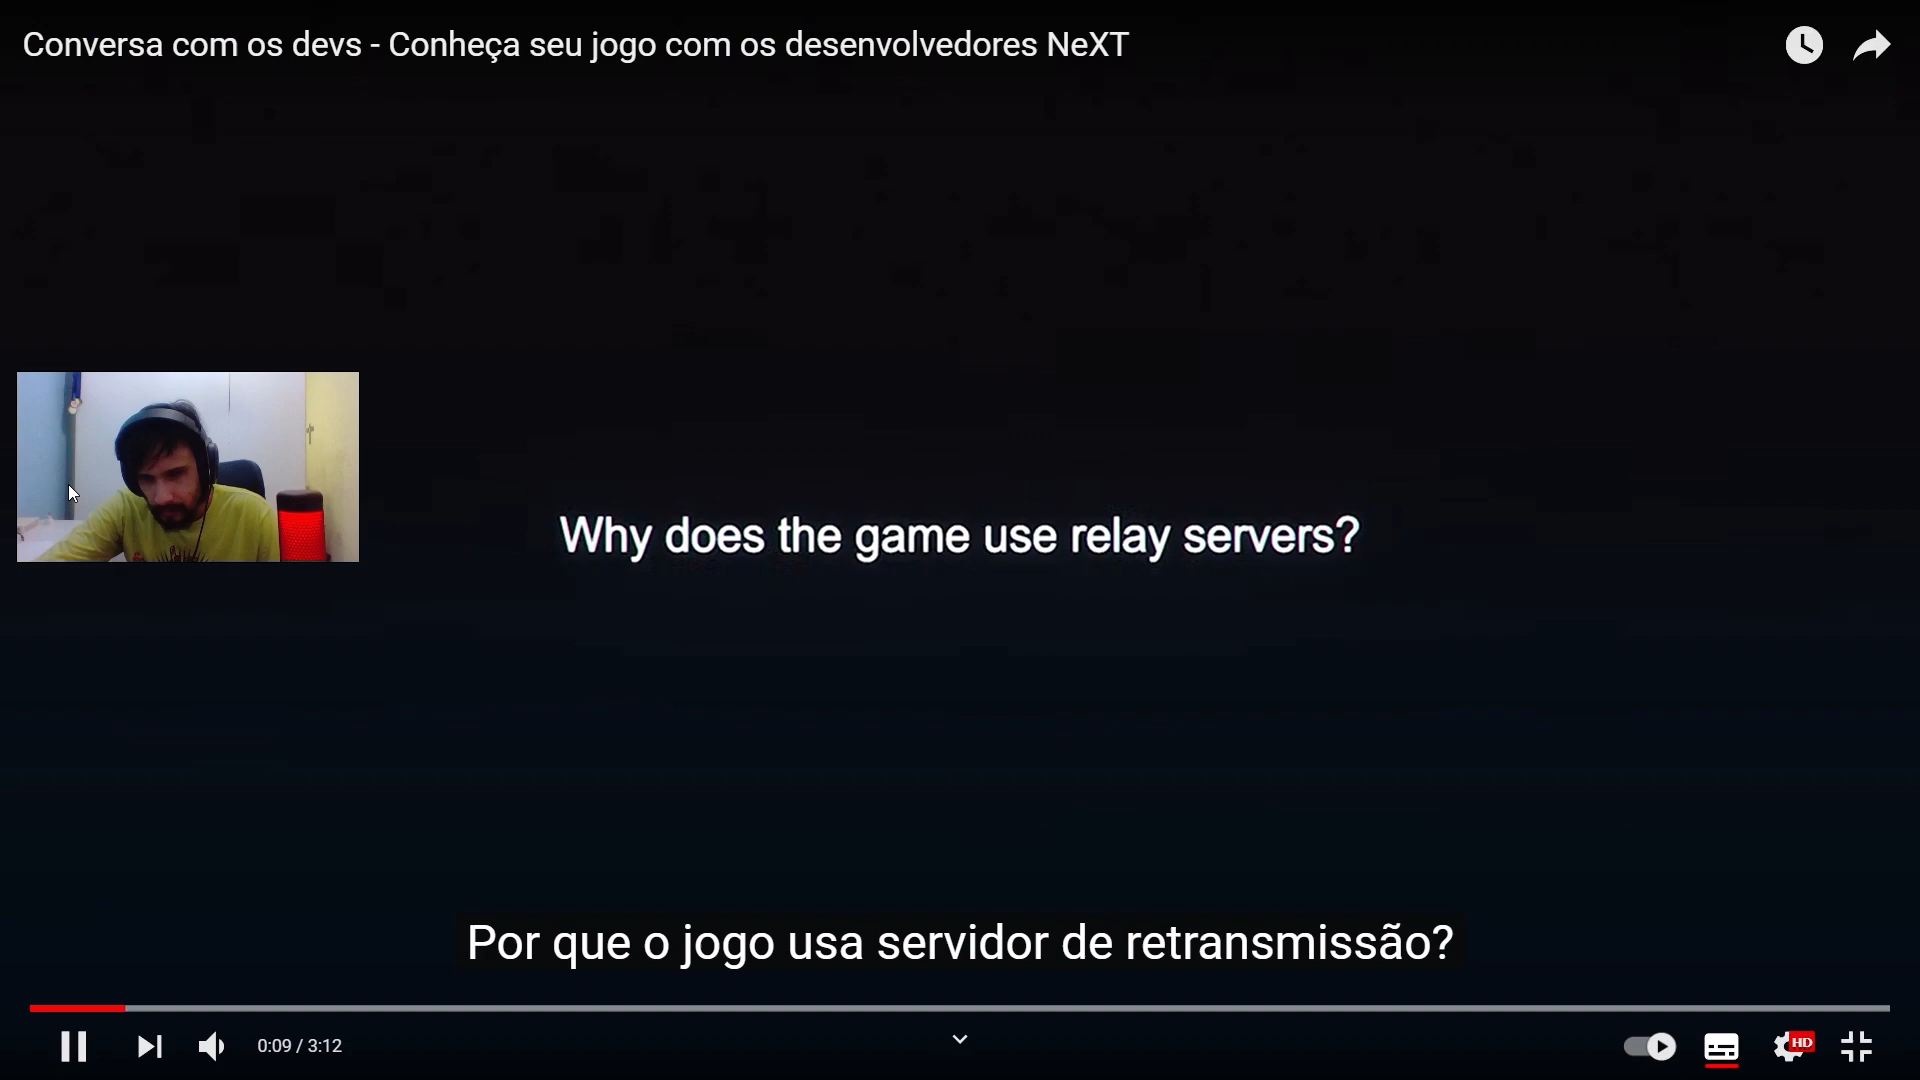 Conversa com os devs - Conheça seu jogo com os desenvolvedores NeXT
Why does the game use relay servers?
Por que o jogo usa servidor de retransmissão?
0:09 / 3:12
HD